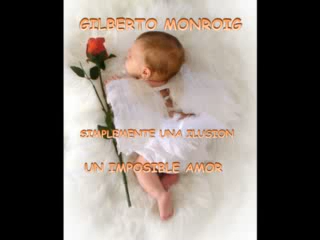 GILBERTO MONROIG
SIMPLEMENTE UNA ILUSION
UN IMPOSIBLE AMOR